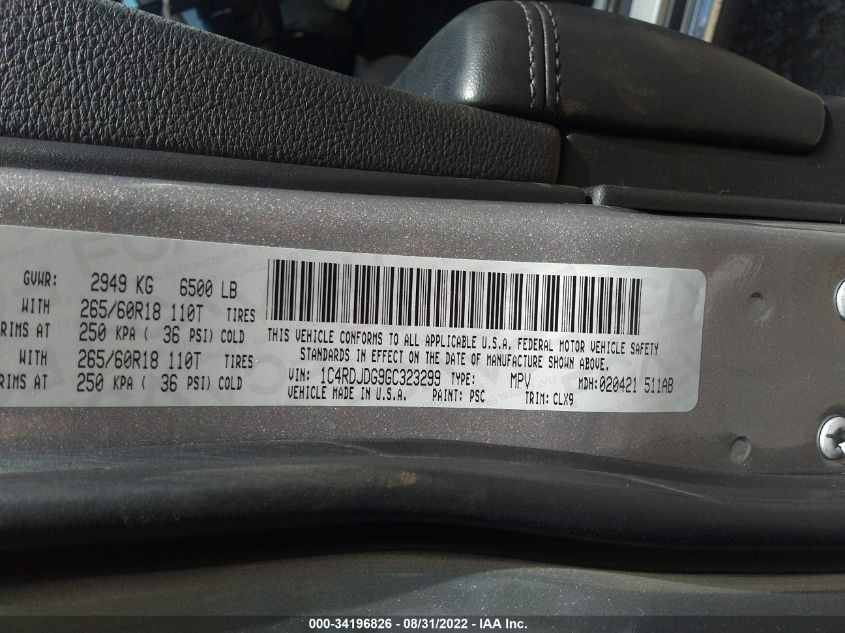 GVWR: 2949 KG 6500 LB
WITH 265/60R18 110T TIRES
RIMS AT 250 KPA ( 36 PSI) COLD
WITH 265/60R18 110T TIRES
RIMS AT 250 KPA ( 36 PSI) COLD
THIS VEHICLE CONFORMS TO ALL APPLICABLE U.S.A. FEDERAL MOTOR VEHICLE SAFETY
STANDARDS IN EFFECT ON THE DATE OF MANUFACTURE SHOWN ABOVE.
VIN: 1C4RDJDG9GC323299 TYPE: MPV MDH: 020421 511AB
VEHICLE MADE IN U.S.A. PAINT: PSC TRIM: CLX9
000-34196826 / 08/31/2022 - IAA Inc.